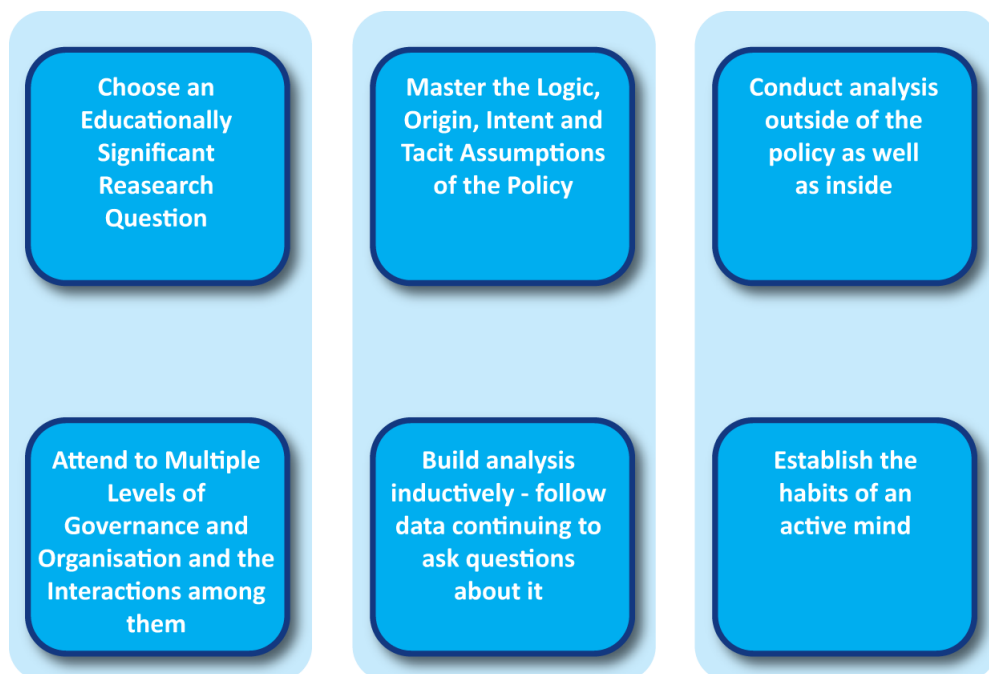 Choose an
Educationally
Significant
Reasearch
Question
Master the Logic,
Origin, Intent and
Tacit Assumptions
of the Policy
Conduct analysis
outside of the
policy as well
as inside
Attend to Multiple
Levels of
Governance and
Organisation and the
Interactions among
them
Build analysis
inductively - follow
data continuing to
ask questions
about it
Establish the
habits of an
active mind